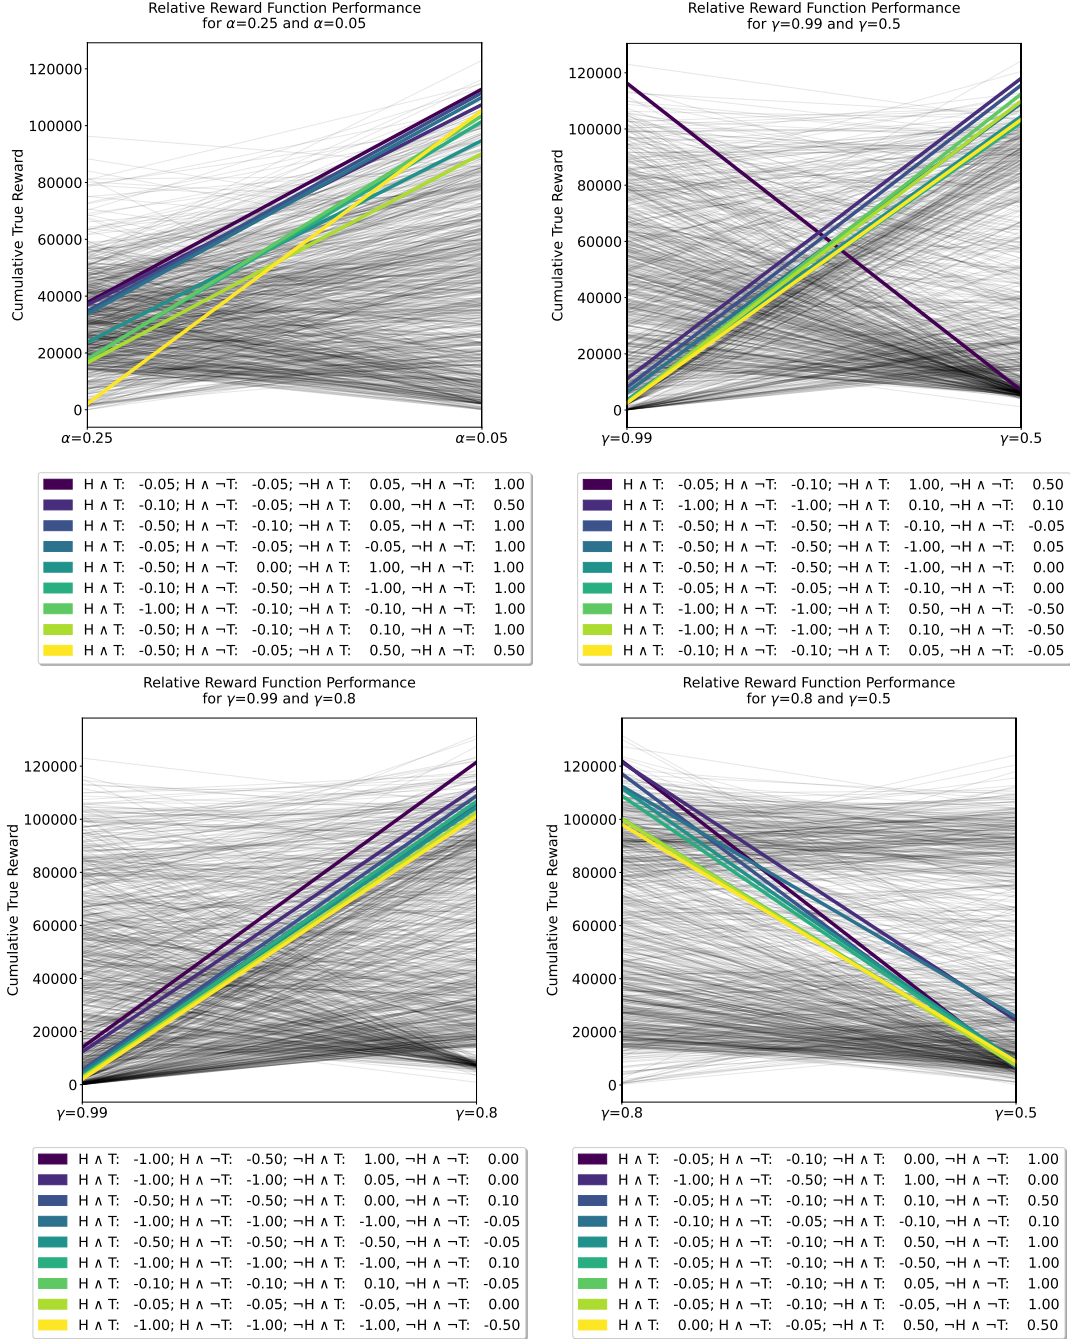 Relative Reward Function Performance
for α=0.25 and α=0.05
Cumulative True Reward
120000
100000
80000
60000
40000
20000
0
α=0.25
α=0.05
H ∧ T: -0.05; H ∧ ¬T: -0.05; ¬H ∧ T: 0.05, ¬H ∧ ¬T: 1.00
H ∧ T: -0.10; H ∧ ¬T: -0.05; ¬H ∧ T: 0.00, ¬H ∧ ¬T: 0.50
H ∧ T: -0.50; H ∧ ¬T: -0.10; ¬H ∧ T: 0.05, ¬H ∧ ¬T: 1.00
H ∧ T: -0.05; H ∧ ¬T: -0.05; ¬H ∧ T: -0.05, ¬H ∧ ¬T: 1.00
H ∧ T: -0.50; H ∧ ¬T: 0.00; ¬H ∧ T: 1.00, ¬H ∧ ¬T: 1.00
H ∧ T: -0.10; H ∧ ¬T: -0.50; ¬H ∧ T: -1.00, ¬H ∧ ¬T: 1.00
H ∧ T: -1.00; H ∧ ¬T: -0.10; ¬H ∧ T: -0.10, ¬H ∧ ¬T: 1.00
H ∧ T: -0.50; H ∧ ¬T: -0.10; ¬H ∧ T: 0.10, ¬H ∧ ¬T: 1.00
H ∧ T: -0.50; H ∧ ¬T: -0.05; ¬H ∧ T: 0.50, ¬H ∧ ¬T: 0.50
Relative Reward Function Performance
for γ=0.99 and γ=0.5
Cumulative True Reward
120000
100000
80000
60000
40000
20000
0
γ=0.99
γ=0.5
H ∧ T: -0.05; H ∧ ¬T: -0.10; ¬H ∧ T: 1.00, ¬H ∧ ¬T: 0.50
H ∧ T: -1.00; H ∧ ¬T: -1.00; ¬H ∧ T: 0.10, ¬H ∧ ¬T: 0.10
H ∧ T: -0.50; H ∧ ¬T: -0.50; ¬H ∧ T: -0.10, ¬H ∧ ¬T: -0.05
H ∧ T: -0.50; H ∧ ¬T: -0.50; ¬H ∧ T: -1.00, ¬H ∧ ¬T: 0.05
H ∧ T: -0.50; H ∧ ¬T: -0.50; ¬H ∧ T: -1.00, ¬H ∧ ¬T: 0.00
H ∧ T: -0.05; H ∧ ¬T: -0.05; ¬H ∧ T: -0.10, ¬H ∧ ¬T: 0.00
H ∧ T: -1.00; H ∧ ¬T: -1.00; ¬H ∧ T: 0.50, ¬H ∧ ¬T: -0.50
H ∧ T: -1.00; H ∧ ¬T: -1.00; ¬H ∧ T: 0.10, ¬H ∧ ¬T: -0.50
H ∧ T: -0.10; H ∧ ¬T: -0.10; ¬H ∧ T: 0.05, ¬H ∧ ¬T: -0.05
Relative Reward Function Performance
for γ=0.99 and γ=0.8
Cumulative True Reward
120000
100000
80000
60000
40000
20000
0
γ=0.99
γ=0.8
H ∧ T: -1.00; H ∧ ¬T: -0.50; ¬H ∧ T: 1.00, ¬H ∧ ¬T: 0.00
H ∧ T: -1.00; H ∧ ¬T: -1.00; ¬H ∧ T: 0.05, ¬H ∧ ¬T: 0.00
H ∧ T: -0.50; H ∧ ¬T: -0.50; ¬H ∧ T: 0.00, ¬H ∧ ¬T: 0.10
H ∧ T: -1.00; H ∧ ¬T: -1.00; ¬H ∧ T: -1.00, ¬H ∧ ¬T: -0.05
H ∧ T: -0.50; H ∧ ¬T: -0.50; ¬H ∧ T: -0.50, ¬H ∧ ¬T: -0.05
H ∧ T: -1.00; H ∧ ¬T: -1.00; ¬H ∧ T: -1.00, ¬H ∧ ¬T: 0.10
H ∧ T: -0.10; H ∧ ¬T: -0.10; ¬H ∧ T: 0.10, ¬H ∧ ¬T: -0.05
H ∧ T: -0.05; H ∧ ¬T: -0.05; ¬H ∧ T: -0.05, ¬H ∧ ¬T: 0.00
H ∧ T: -1.00; H ∧ ¬T: -1.00; ¬H ∧ T: -1.00, ¬H ∧ ¬T: -0.50
Relative Reward Function Performance
for γ=0.8 and γ=0.5
Cumulative True Reward
120000
100000
80000
60000
40000
20000
0
γ=0.8
γ=0.5
H ∧ T: -0.05; H ∧ ¬T: -0.10; ¬H ∧ T: 0.00, ¬H ∧ ¬T: 1.00
H ∧ T: -1.00; H ∧ ¬T: -0.50; ¬H ∧ T: 1.00, ¬H ∧ ¬T: 0.00
H ∧ T: -0.05; H ∧ ¬T: -0.10; ¬H ∧ T: 0.10, ¬H ∧ ¬T: 0.50
H ∧ T: -0.10; H ∧ ¬T: -0.05; ¬H ∧ T: -0.10, ¬H ∧ ¬T: 0.10
H ∧ T: -0.05; H ∧ ¬T: -0.10; ¬H ∧ T: 0.50, ¬H ∧ ¬T: 1.00
H ∧ T: -0.05; H ∧ ¬T: -0.10; ¬H ∧ T: -0.50, ¬H ∧ ¬T: 1.00
H ∧ T: -0.05; H ∧ ¬T: -0.10; ¬H ∧ T: 0.05, ¬H ∧ ¬T: 1.00
H ∧ T: -0.05; H ∧ ¬T: -0.10; ¬H ∧ T: -0.05, ¬H ∧ ¬T: 1.00
H ∧ T: 0.00; H ∧ ¬T: -0.05; ¬H ∧ T: 0.50, ¬H ∧ ¬T: 0.50